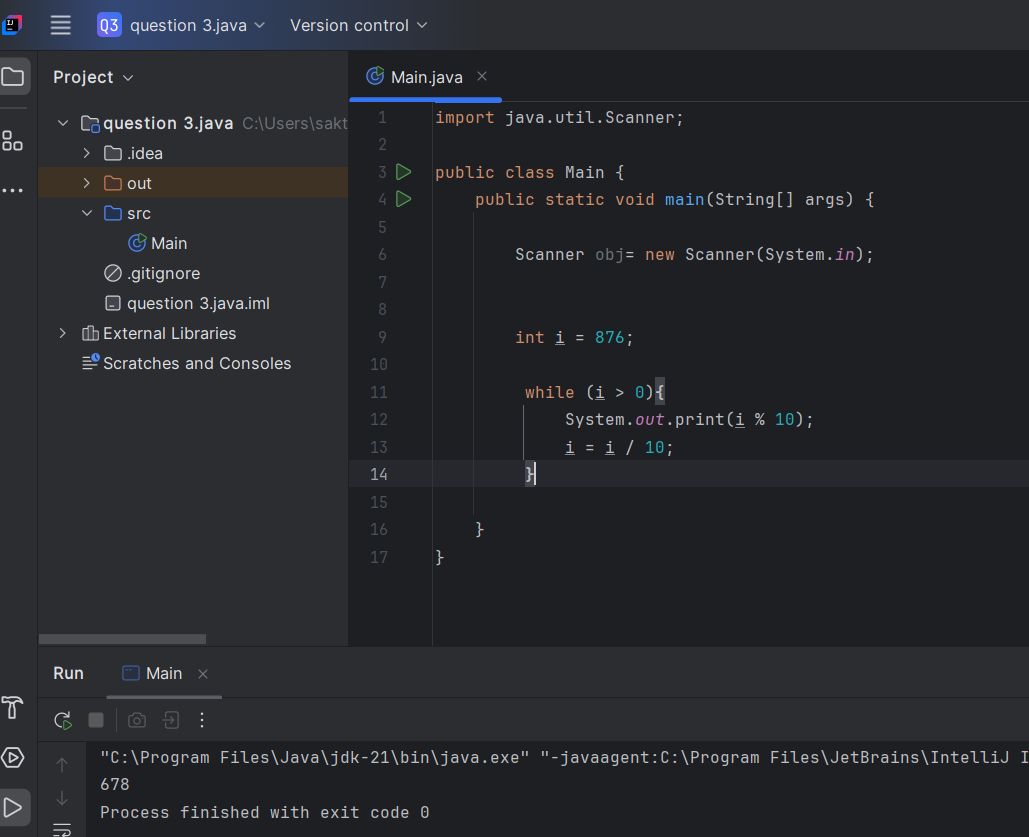 Q3 question 3.java Version control
Project
Main.java
question 3.java C:\Users\sakt
.idea
out
src
Main
.gitignore
question 3.java.iml
External Libraries
Scratches and Consoles
1 import java.util.Scanner;
2
3 public class Main {
4 public static void main(String[] args) {
5
6 Scanner obj= new Scanner(System.in);
7
8
9 int i = 876;
10
11 while (i > 0){
12 System.out.print(i % 10);
13 i = i / 10;
14 }
15
16 }
17 }
Run Main
"C:\Program Files\Java\jdk-21\bin\java.exe" "-javaagent:C:\Program Files\JetBrains\IntelliJ I
678
Process finished with exit code 0